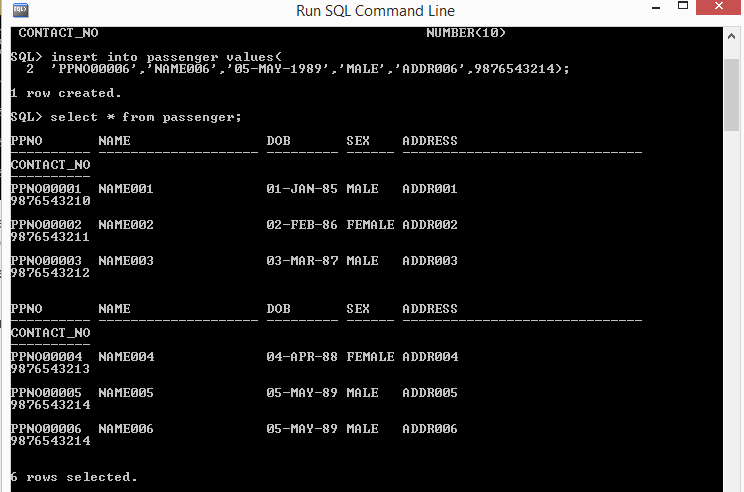 Run SQL Command Line
CONTACT_NO NUMBER(10)
SQL> insert into passenger values(
2 'PPNO00006','NAME006','05-MAY-1989','MALE','ADDR006',9876543214);
1 row created.
SQL> select * from passenger;
PPNO NAME DOB SEX ADDRESS
---------- -------------------- --------- ------ ------------------------------
CONTACT_NO
----------
PPNO00001 NAME001 01-JAN-85 MALE ADDR001
9876543210
PPNO00002 NAME002 02-FEB-86 FEMALE ADDR002
9876543211
PPNO00003 NAME003 03-MAR-87 MALE ADDR003
9876543212
PPNO NAME DOB SEX ADDRESS
---------- -------------------- --------- ------ ------------------------------
CONTACT_NO
----------
PPNO00004 NAME004 04-APR-88 FEMALE ADDR004
9876543213
PPNO00005 NAME005 05-MAY-89 MALE ADDR005
9876543214
PPNO00006 NAME006 05-MAY-89 MALE ADDR006
9876543214
6 rows selected.